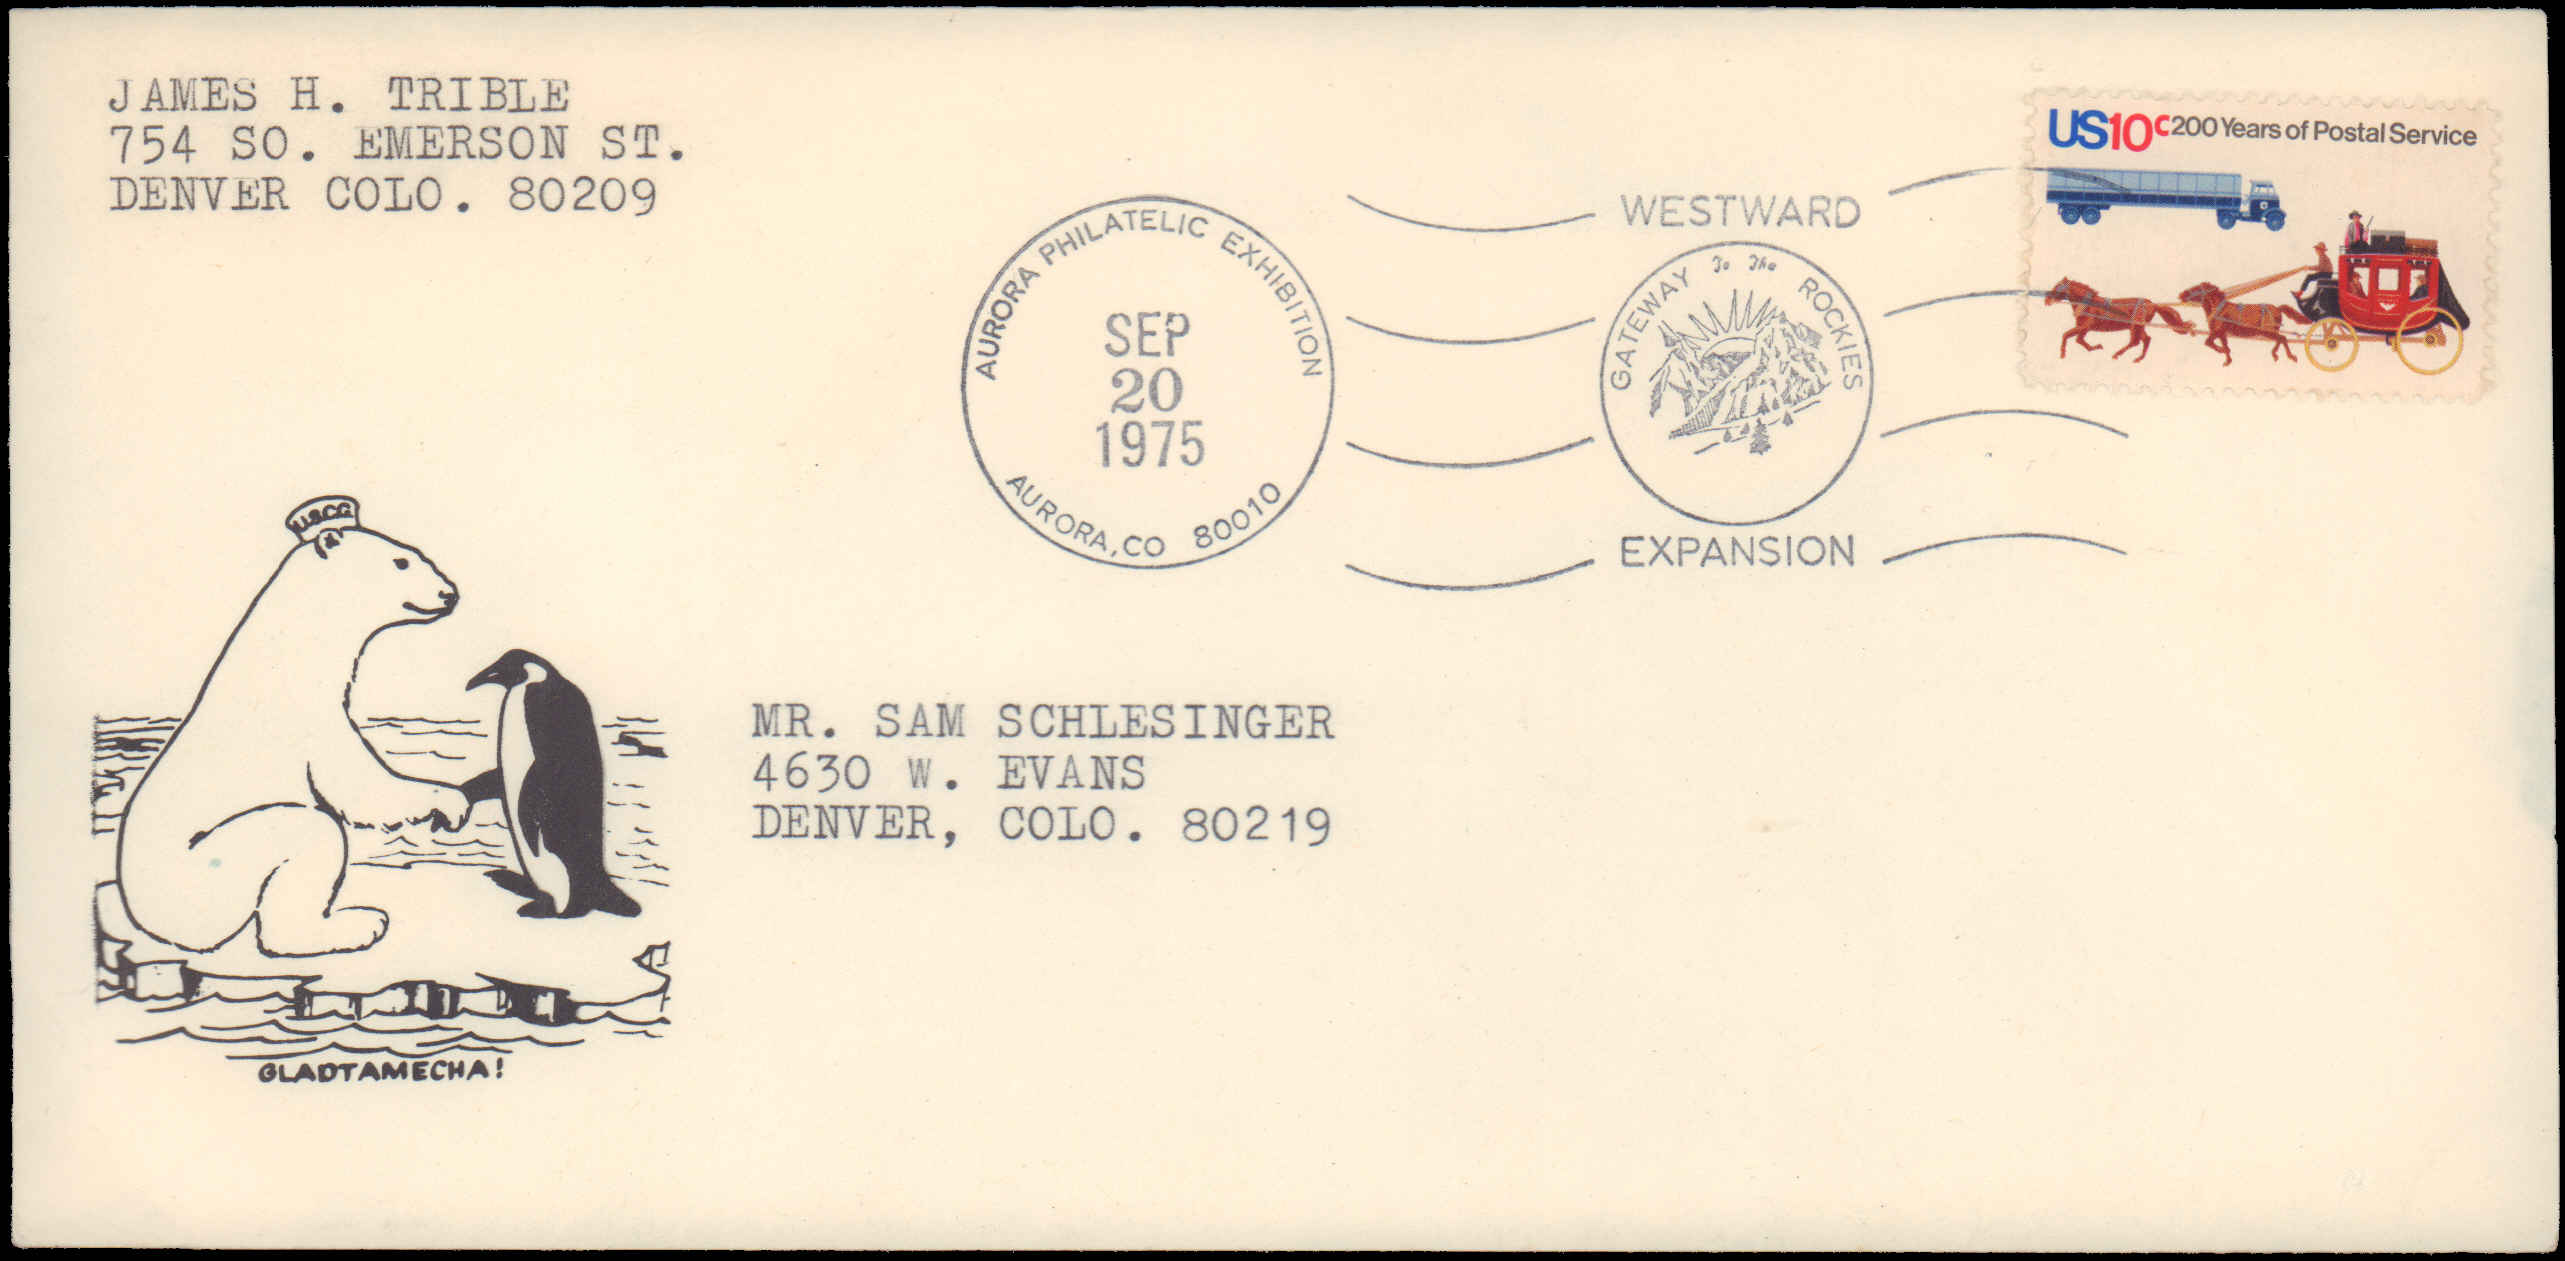 JAMES H. TRIBLE
754 SO. EMERSON ST.
DENVER COLO. 80209
AURORA PHILATELIC EXHIBITION
SEP
20
1975
AURORA, CO 80010
WESTWARD
GATEWAY To The ROCKIES
EXPANSION
US10c 200 Years of Postal Service
USCG
MR. SAM SCHLESINGER
4630 W. EVANS
DENVER, COLO. 80219
GLADTAMECHA!